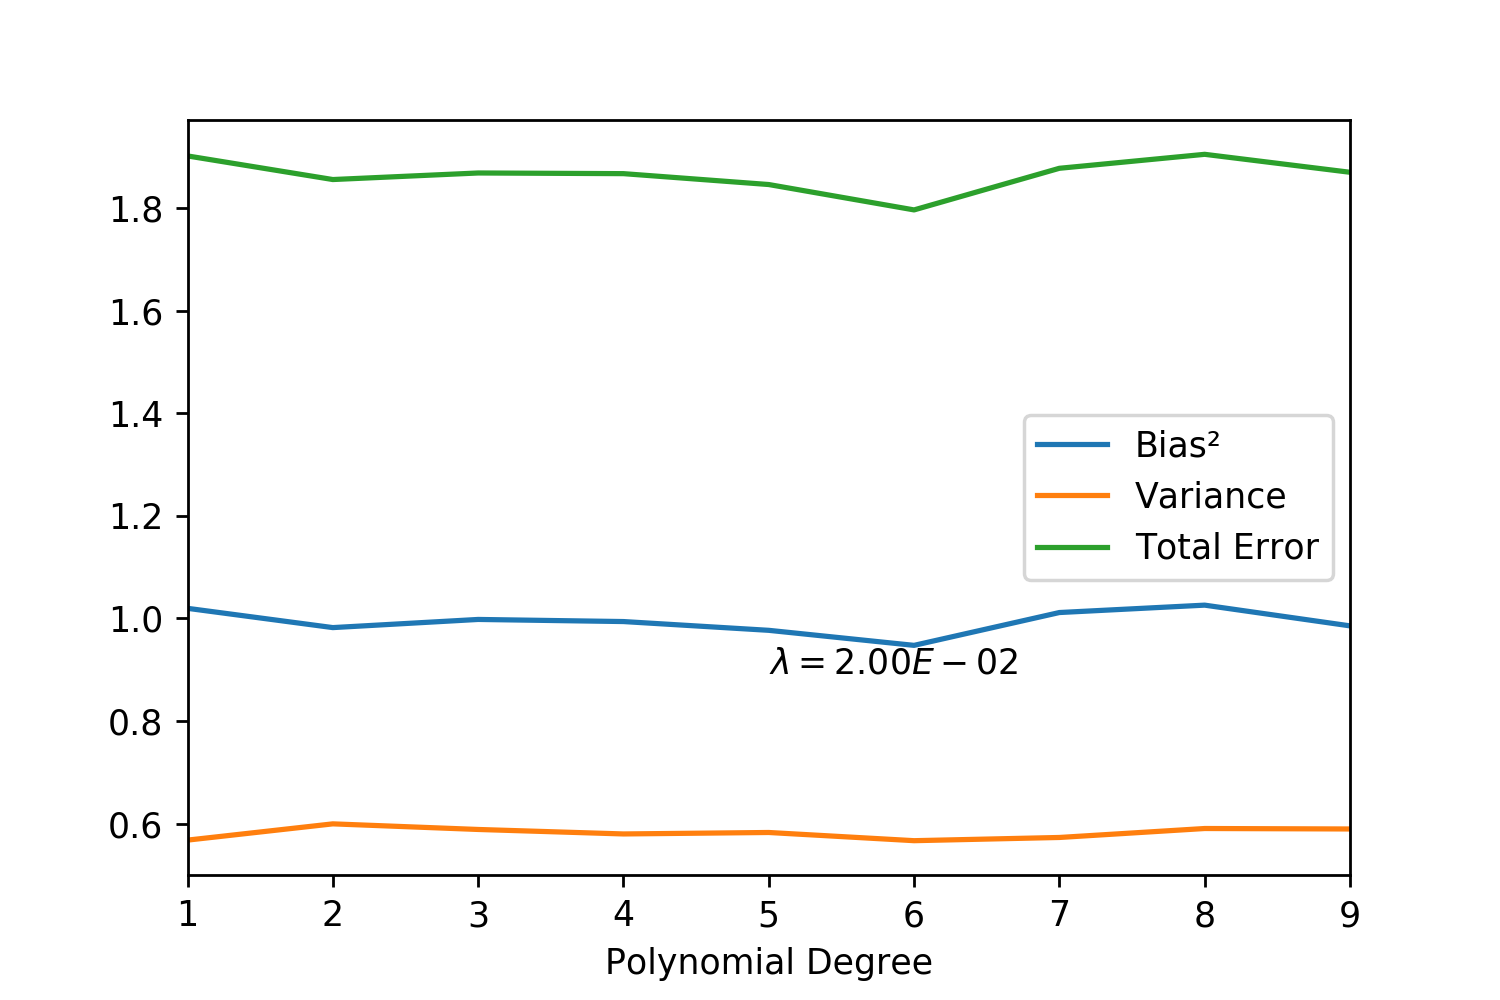 1.8
1.6
1.4
1.2
1.0
0.8
0.6
Bias²
Variance
Total Error
λ = 2.00E − 02
1 2 3 4 5 6 7 8 9
Polynomial Degree